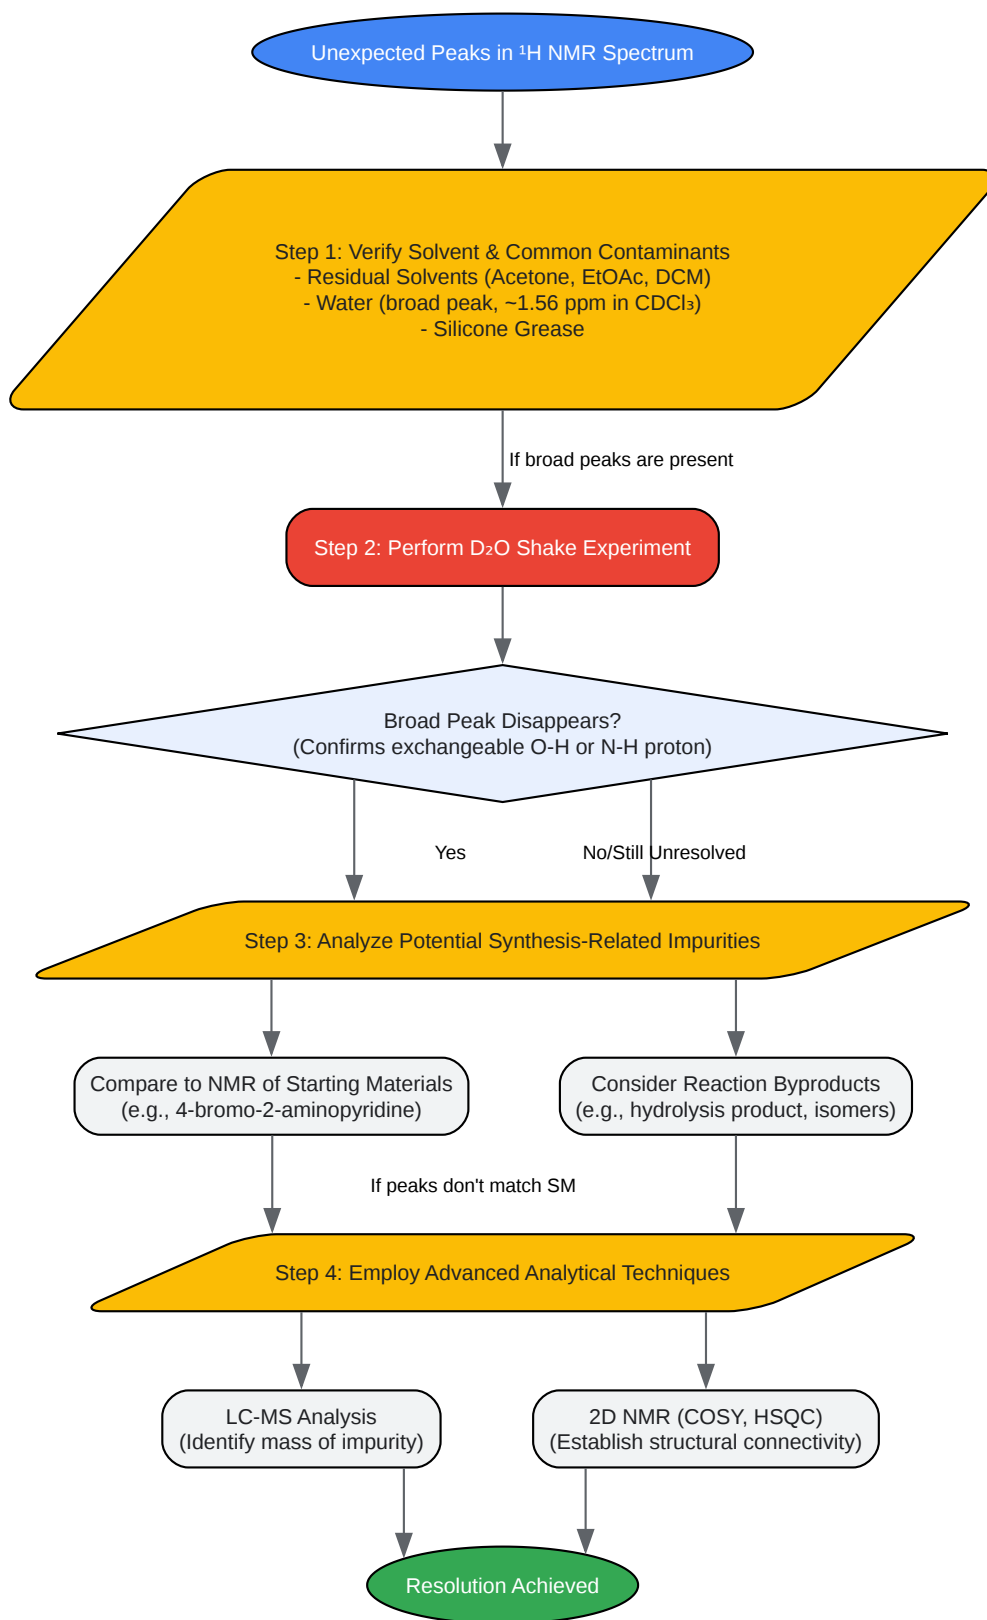 Unexpected Peaks in ¹H NMR Spectrum
Step 1: Verify Solvent & Common Contaminants
- Residual Solvents (Acetone, EtOAc, DCM)
- Water (broad peak, ~1.56 ppm in CDCl₃)
- Silicone Grease
If broad peaks are present
Step 2: Perform D₂O Shake Experiment
Broad Peak Disappears?
(Confirms exchangeable O-H or N-H proton)
Yes
No/Still Unresolved
Step 3: Analyze Potential Synthesis-Related Impurities
Compare to NMR of Starting Materials
(e.g., 4-bromo-2-aminopyridine)
Consider Reaction Byproducts
(e.g., hydrolysis product, isomers)
If peaks don't match SM
Step 4: Employ Advanced Analytical Techniques
LC-MS Analysis
(Identify mass of impurity)
2D NMR (COSY, HSQC)
(Establish structural connectivity)
Resolution Achieved